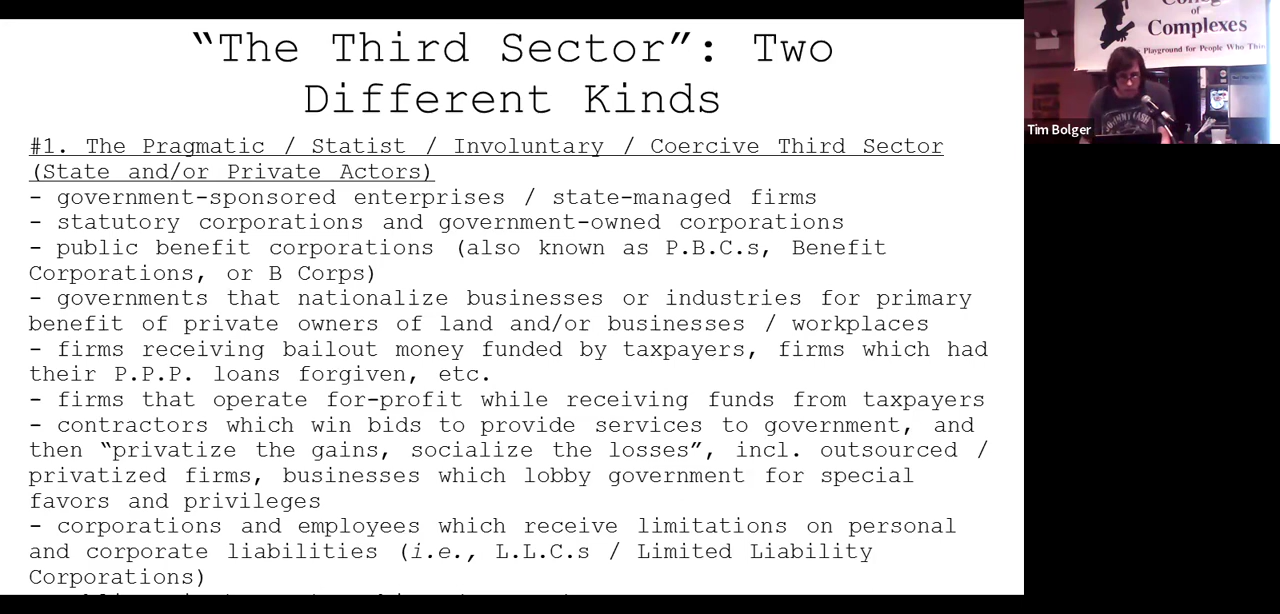 “The Third Sector”: Two
Different Kinds
#1. The Pragmatic / Statist / Involuntary / Coercive Third Sector
(State and/or Private Actors)
- government-sponsored enterprises / state-managed firms
- statutory corporations and government-owned corporations
- public benefit corporations (also known as P.B.C.s, Benefit
Corporations, or B Corps)
- governments that nationalize businesses or industries for primary
benefit of private owners of land and/or businesses / workplaces
- firms receiving bailout money funded by taxpayers, firms which had
their P.P.P. loans forgiven, etc.
- firms that operate for-profit while receiving funds from taxpayers
- contractors which win bids to provide services to government, and
then “privatize the gains, socialize the losses”, incl. outsourced /
privatized firms, businesses which lobby government for special
favors and privileges
- corporations and employees which receive limitations on personal
and corporate liabilities (i.e., L.L.C.s / Limited Liability
Corporations)
of
Complexes
Playground for People Who
JOHNNY CASH
Tim Bolger